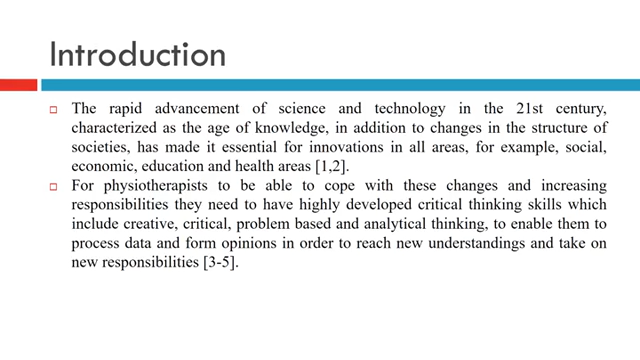 Introduction
The rapid advancement of science and technology in the 21st century,
characterized as the age of knowledge, in addition to changes in the structure of
societies, has made it essential for innovations in all areas, for example, social,
economic, education and health areas [1,2].
For physiotherapists to be able to cope with these changes and increasing
responsibilities they need to have highly developed critical thinking skills which
include creative, critical, problem based and analytical thinking, to enable them to
process data and form opinions in order to reach new understandings and take on
new responsibilities [3-5].